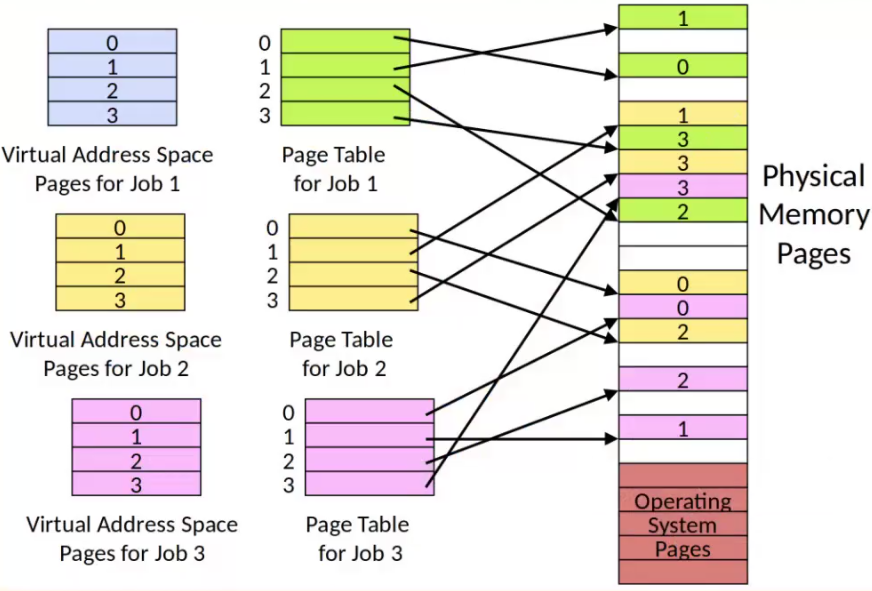 0
1
2
3
Virtual Address Space
Pages for Job 1
0
1
2
3
Page Table
for Job 1
0
1
2
3
Virtual Address Space
Pages for Job 2
0
1
2
3
Page Table
for Job 2
0
1
2
3
Virtual Address Space
Pages for Job 3
0
1
2
3
Page Table
for Job 3
1
0
1
3
3
3
2
0
0
2
2
1
Operating
System
Pages
Physical
Memory
Pages